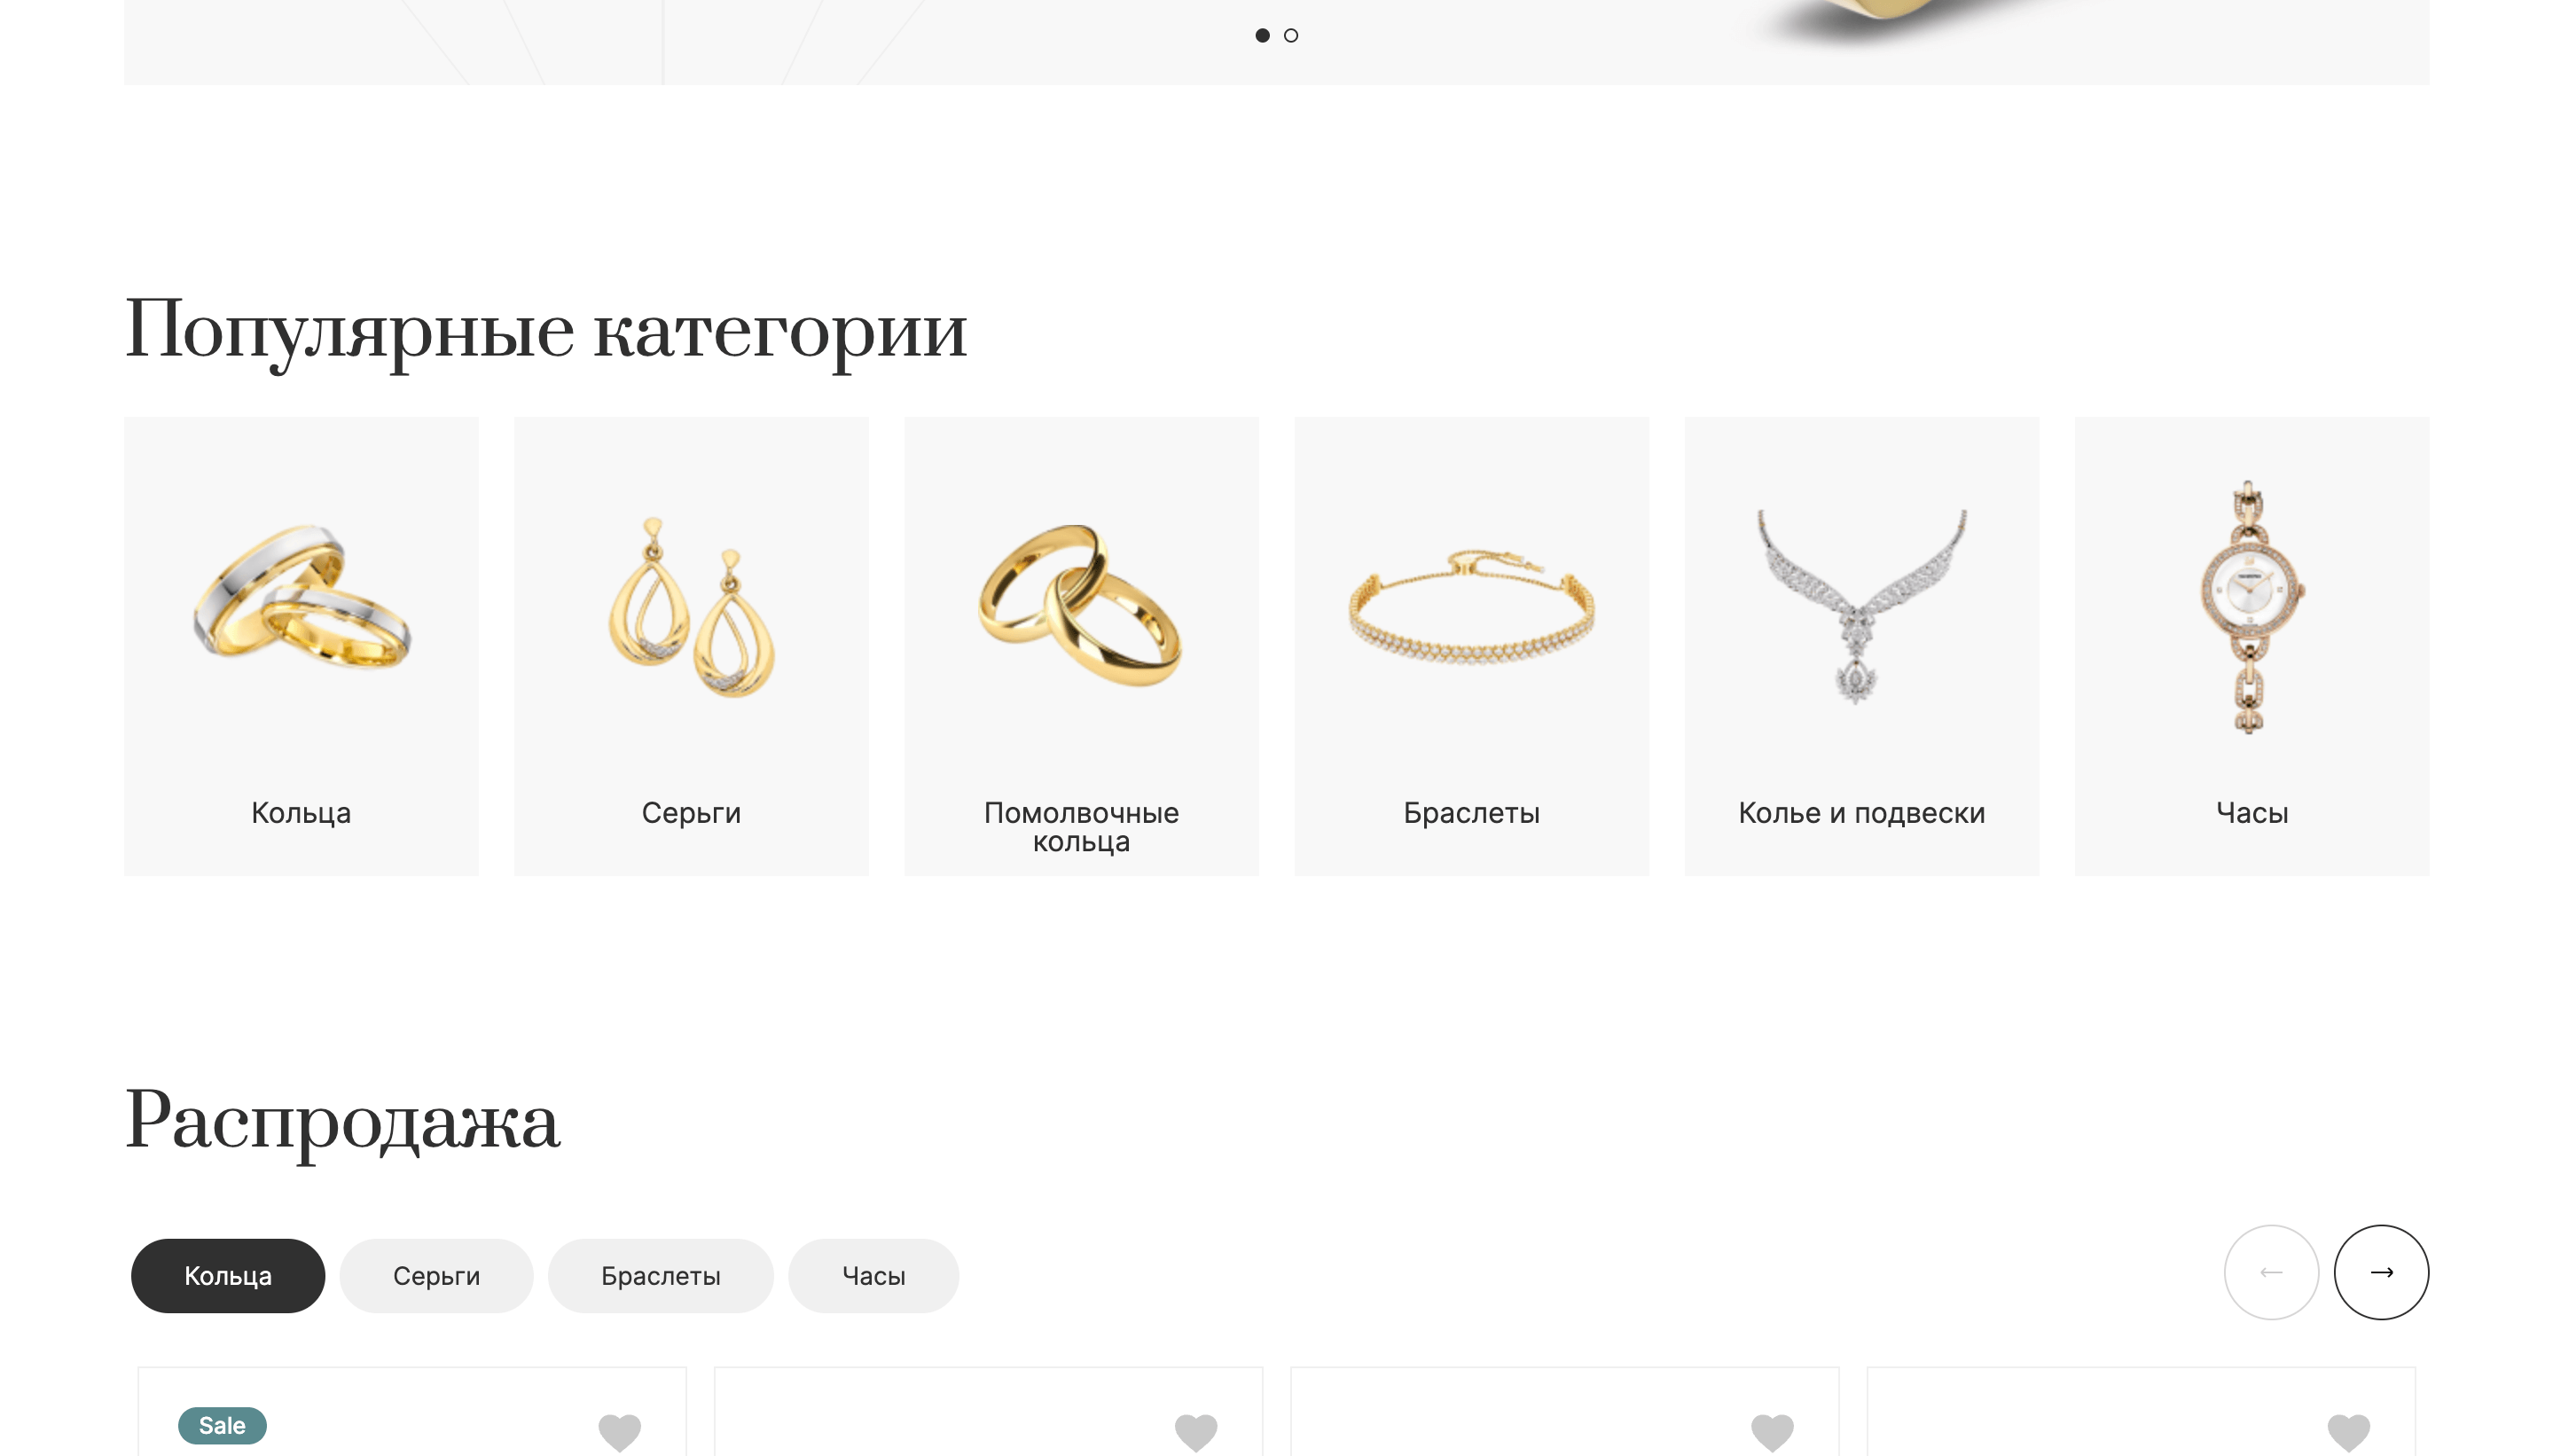 Популярные категории
Кольца
Серьги
Помолвочные
кольца
Браслеты
Колье и подвески
Часы
Распродажа
Кольца
Серьги
Браслеты
Часы
Sale